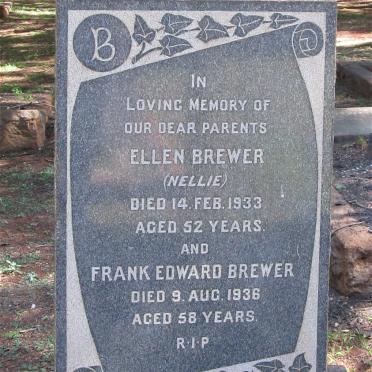 B
IN
LOVING MEMORY OF
OUR DEAR PARENTS
ELLEN BREWER
(NELLIE)
DIED 14. FEB. 1933
AGED 52 YEARS.
AND
FRANK EDWARD BREWER
DIED 9. AUG. 1936
AGED 58 YEARS.
R·I·P